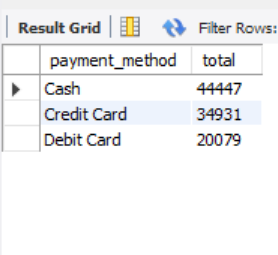 Result Grid Filter Rows:
payment_method total
Cash 44447
Credit Card 34931
Debit Card 20079